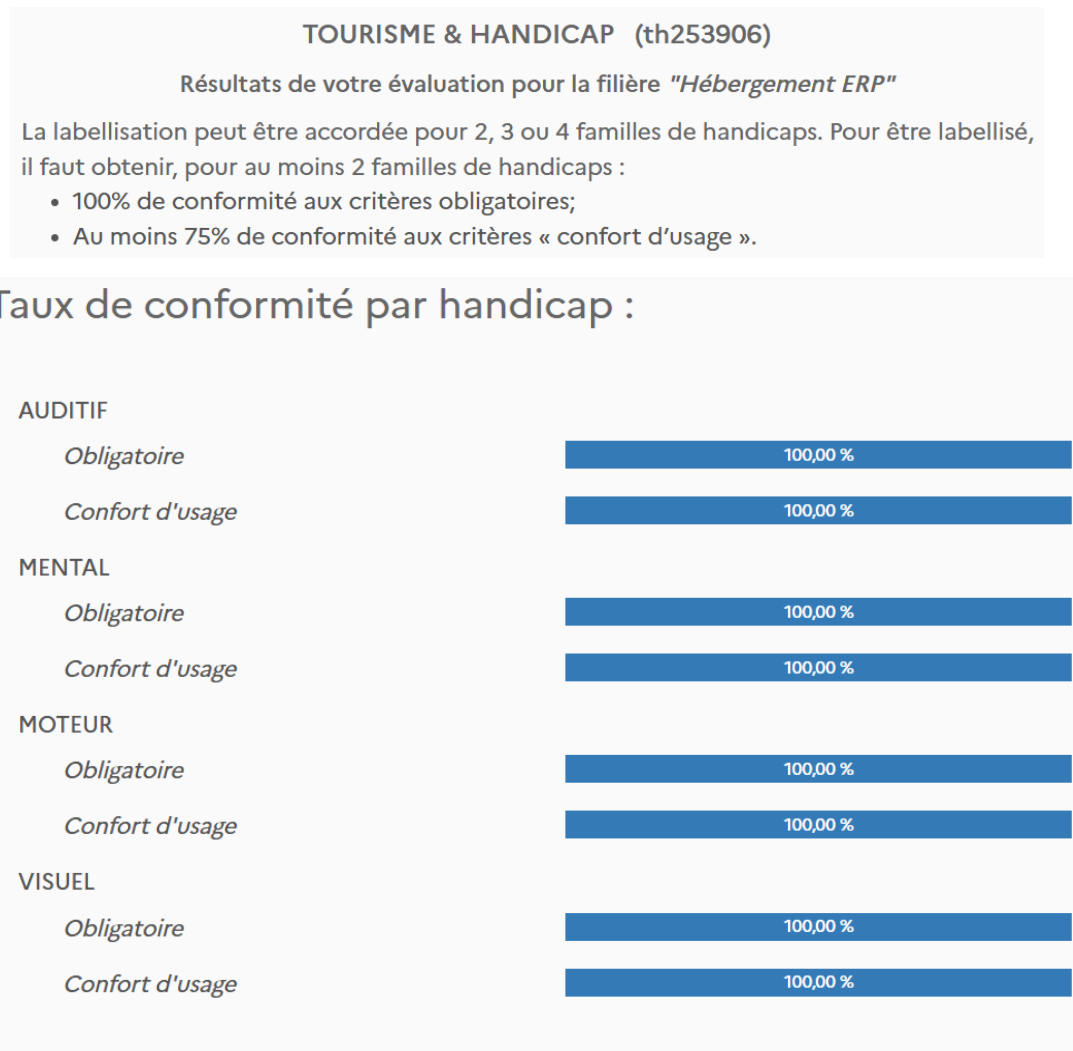 TOURISME & HANDICAP (th253906)
Résultats de votre évaluation pour la filière "Hébergement ERP"
La labellisation peut être accordée pour 2, 3 ou 4 familles de handicaps. Pour être labellisé,
il faut obtenir, pour au moins 2 familles de handicaps :
• 100% de conformité aux critères obligatoires;
• Au moins 75% de conformité aux critères « confort d’usage ».
Taux de conformité par handicap :
AUDITIF
Obligatoire 100,00 %
Confort d'usage 100,00 %
MENTAL
Obligatoire 100,00 %
Confort d'usage 100,00 %
MOTEUR
Obligatoire 100,00 %
Confort d'usage 100,00 %
VISUEL
Obligatoire 100,00 %
Confort d'usage 100,00 %